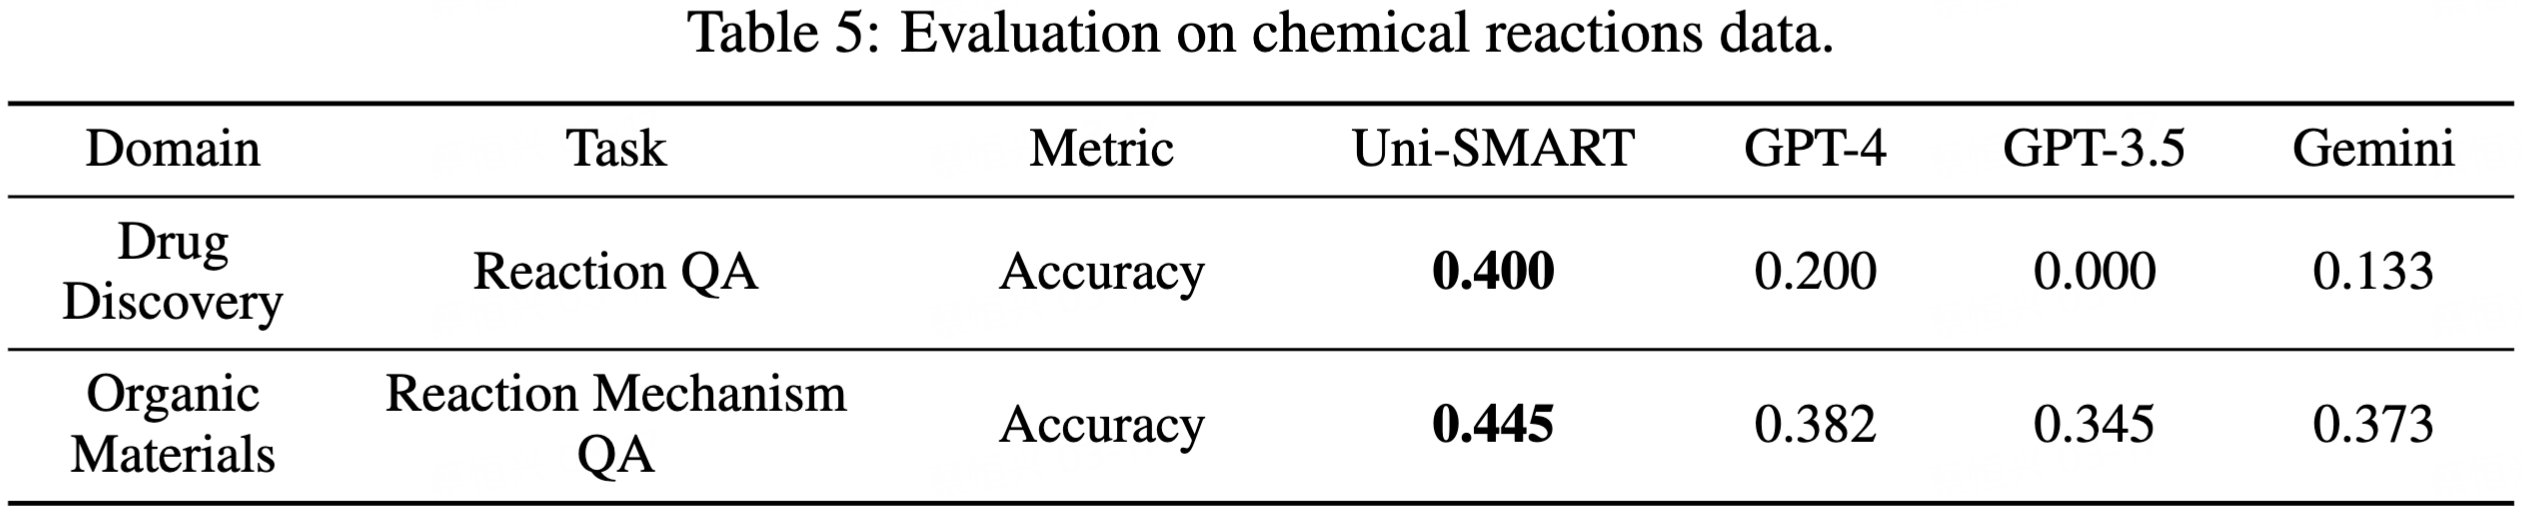 Table 5: Evaluation on chemical reactions data.
Domain Task Metric Uni-SMART GPT-4 GPT-3.5 Gemini
Drug
Discovery Reaction QA Accuracy 0.400 0.200 0.000 0.133
Organic
Materials Reaction Mechanism
QA Accuracy 0.445 0.382 0.345 0.373